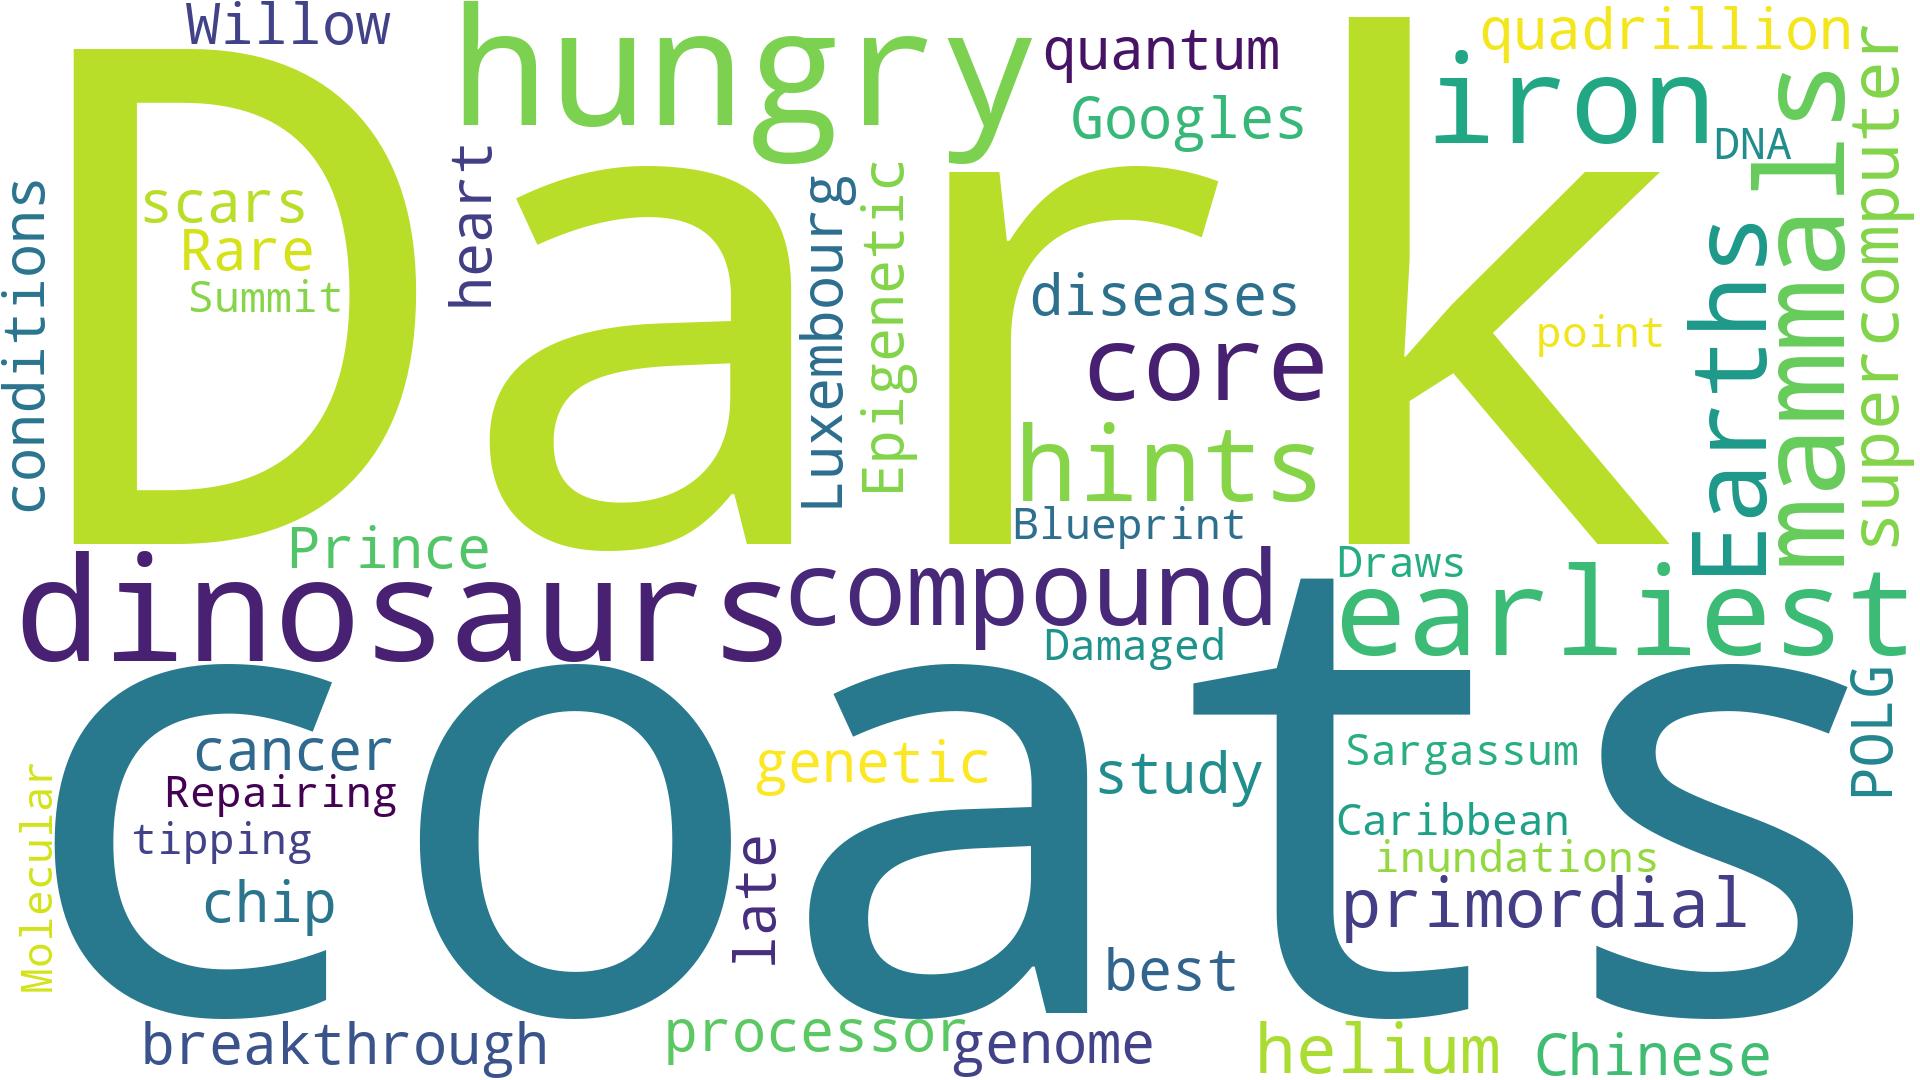 Willow
hungry
quantum
quadrillion
Googles
iron
DNA
Dark
heart
scars
Rare
Summit
conditions
Luxembourg
Epigenetic
diseases
core
point
hints
Blueprint
Earths
mammals
supercomputer
Prince
dinosaurs
compound
Draws
earliest
Damaged
coats
POLG
cancer
Repairing
tipping
chip
Molecular
genetic
study
Sargassum
Caribbean
inundations
primordial
late
best
breakthrough
processor
genome
helium
Chinese